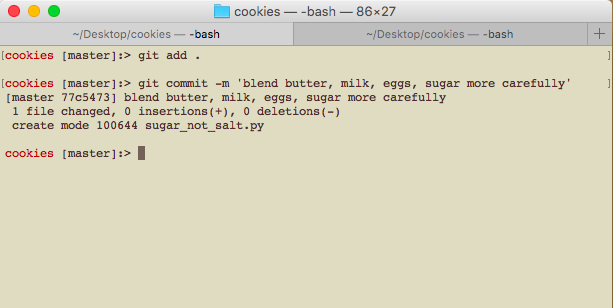 cookies — -bash — 86×27
~/Desktop/cookies — -bash ~/Desktop/cookies — -bash +
[cookies [master]:> git add . ]
[cookies [master]:> git commit -m 'blend butter, milk, eggs, sugar more carefully' ]
[master 77c5473] blend butter, milk, eggs, sugar more carefully
1 file changed, 0 insertions(+), 0 deletions(-)
create mode 100644 sugar_not_salt.py
cookies [master]:>